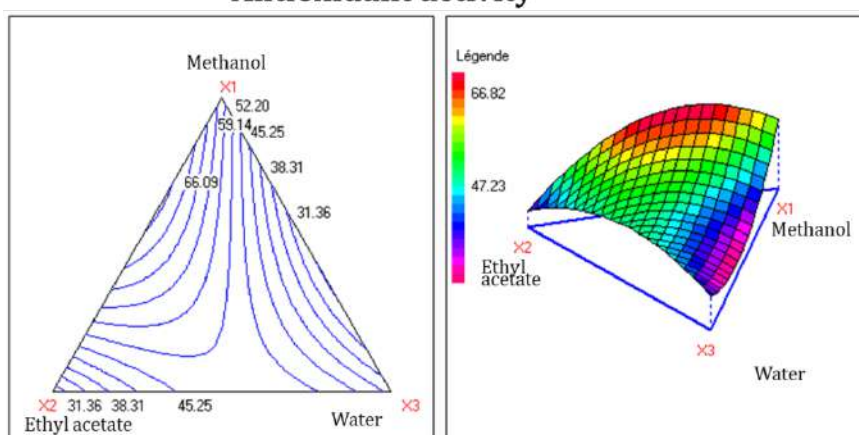 Methanol
X1
52.20
59.14
45.25
38.31
66.09
31.36
X2 31.36 38.31 45.25
X3
Ethyl acetate
Water
Légende
66.82
47.23
X1
Methanol
X2
Ethyl
acetate
X3
Water